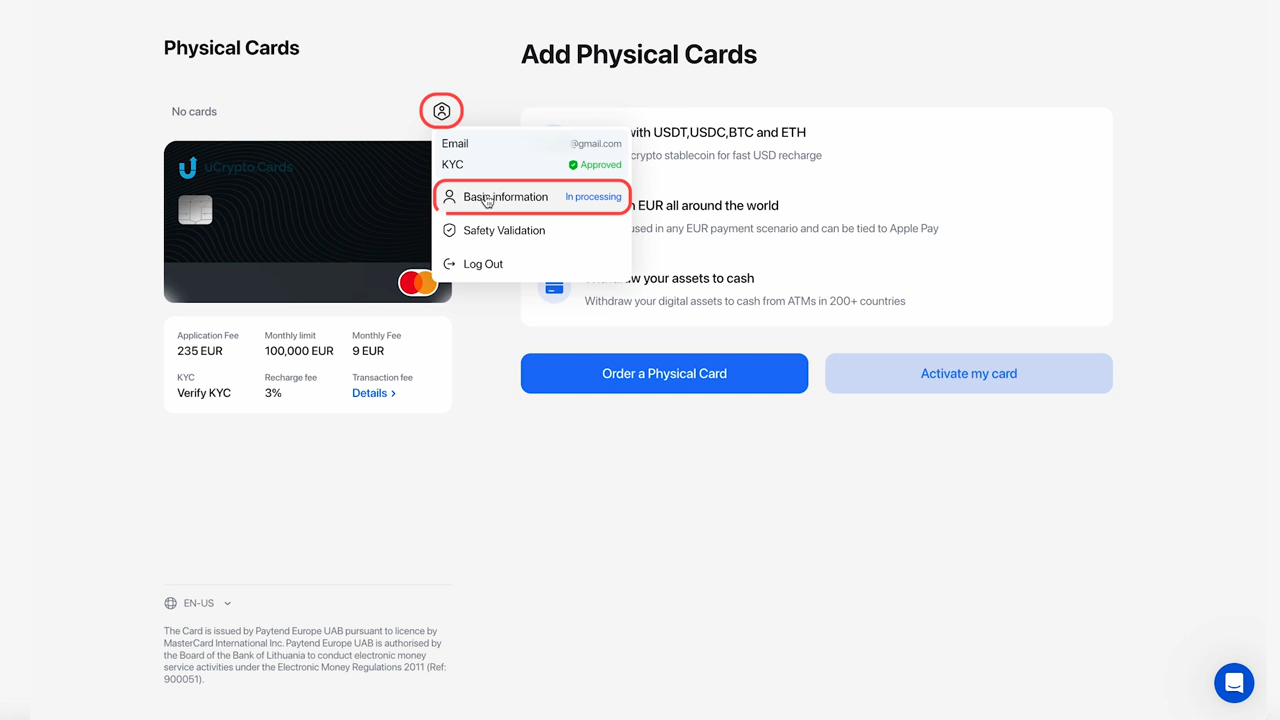 Physical Cards
Add Physical Cards
No cards
Email
@gmail.com
KYC
Approved
Basic information
In processing
Safety Validation
Log Out
uCrypto Cards
with USDT,USDC,BTC and ETH
crypto stablecoin for fast USD recharge
EUR all around the world
used in any EUR payment scenario and can be tied to Apple Pay
your assets to cash
Withdraw your digital assets to cash from ATMs in 200+ countries
Application Fee
235 EUR
Monthly limit
100,000 EUR
Monthly Fee
9 EUR
KYC
Verify KYC
Recharge fee
3%
Transaction fee
Details
Order a Physical Card
Activate my card
EN-US
The Card is issued by Paytend Europe UAB pursuant to licence by
MasterCard International Inc. Paytend Europe UAB is authorised by
the Board of the Bank of Lithuania to conduct electronic money
service activities under the Electronic Money Regulations 2011 (Ref:
900051).